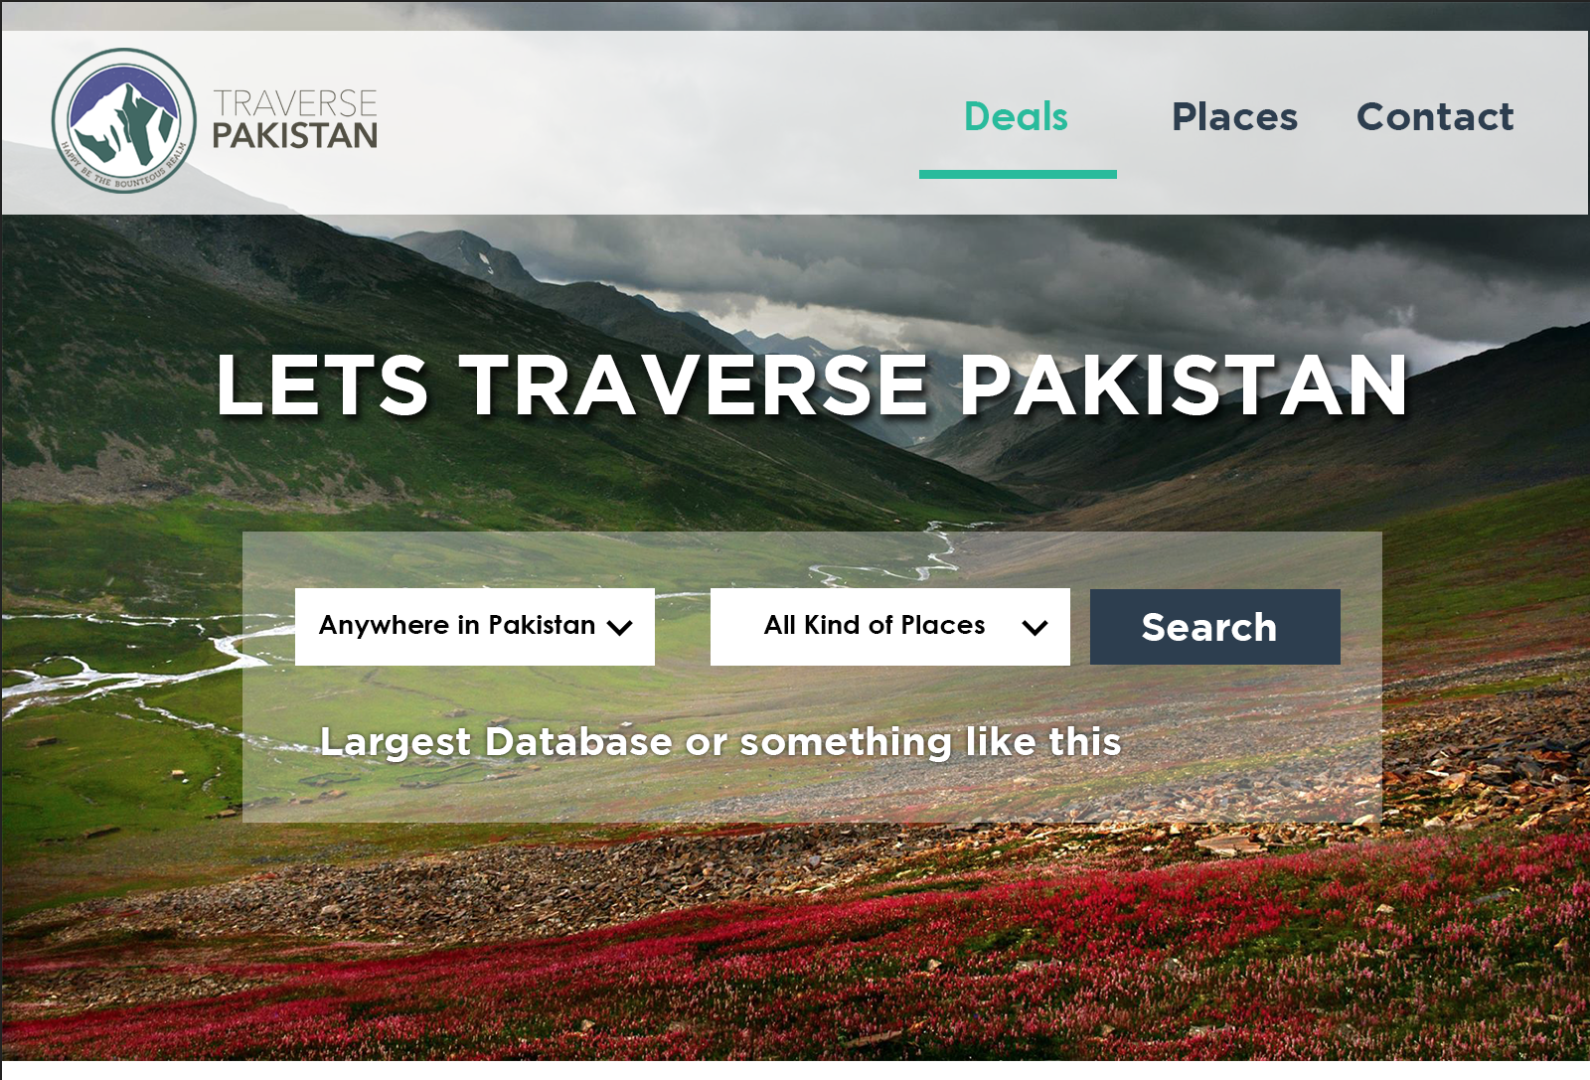 TRAVERSE
PAKISTAN
HAPPY BE THE BOUNTEOUS REALM
Deals Places Contact
LETS TRAVERSE PAKISTAN
Anywhere in Pakistan All Kind of Places Search
Largest Database or something like this